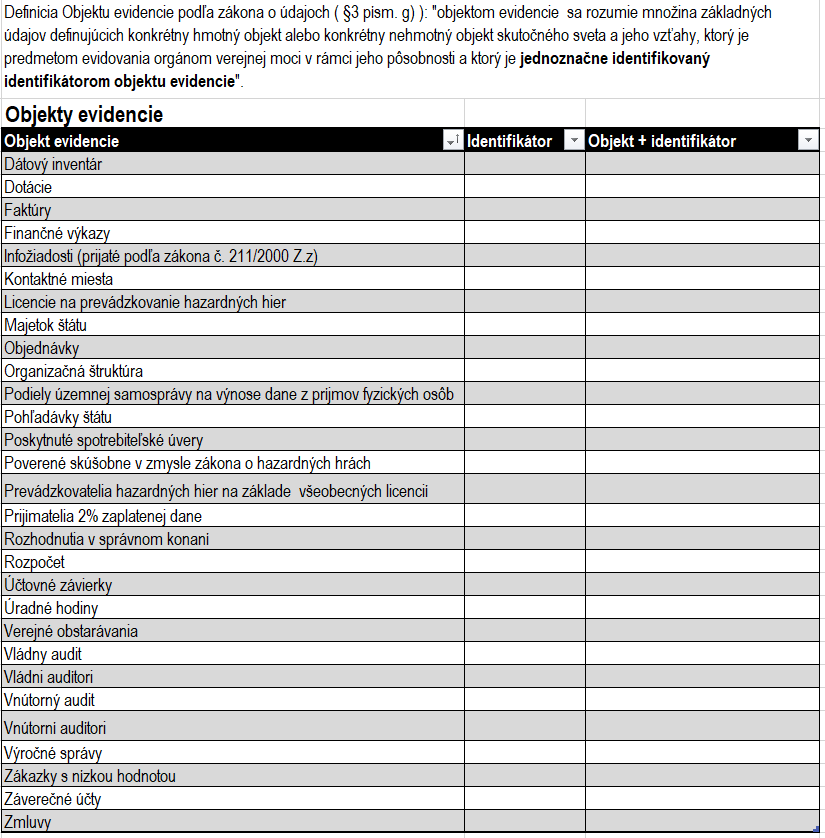 Definícia Objektu evidencie podľa zákona o údajoch ( §3 písm. g) ): "objektom evidencie  sa rozumie množina základných
údajov definujúcich konkrétny hmotný objekt alebo konkrétny nehmotný objekt skutočného sveta a jeho vzťahy, ktorý je
predmetom evidovania orgánom verejnej moci v rámci jeho pôsobnosti a ktorý je jednoznačne identifikovaný
identifikátorom objektu evidencie".
Objekty evidencie
Objekt evidencie Identifikátor Objekt + identifikátor
Dátový inventár
Dotácie
Faktúry
Finančné výkazy
Infožiadosti (prijaté podľa zákona č. 211/2000 Z.z)
Kontaktné miesta
Licencie na prevádzkovanie hazardných hier
Majetok štátu
Objednávky
Organizačná štruktúra
Podiely územnej samosprávy na výnose dane z príjmov fyzických osôb
Pohľadávky štátu
Poskytnuté spotrebiteľské úvery
Poverené skúšobne v zmysle zákona o hazardných hrách
Prevádzkovatelia hazardných hier na základe  všeobecných licencií
Prijímatelia 2% zaplatenej dane
Rozhodnutia v správnom konaní
Rozpočet
Účtovné závierky
Úradné hodiny
Verejné obstarávania
Vládny audit
Vládni audítori
Vnútorný audit
Vnútorní audítori
Výročné správy
Zákazky s nízkou hodnotou
Záverečné účty
Zmluvy